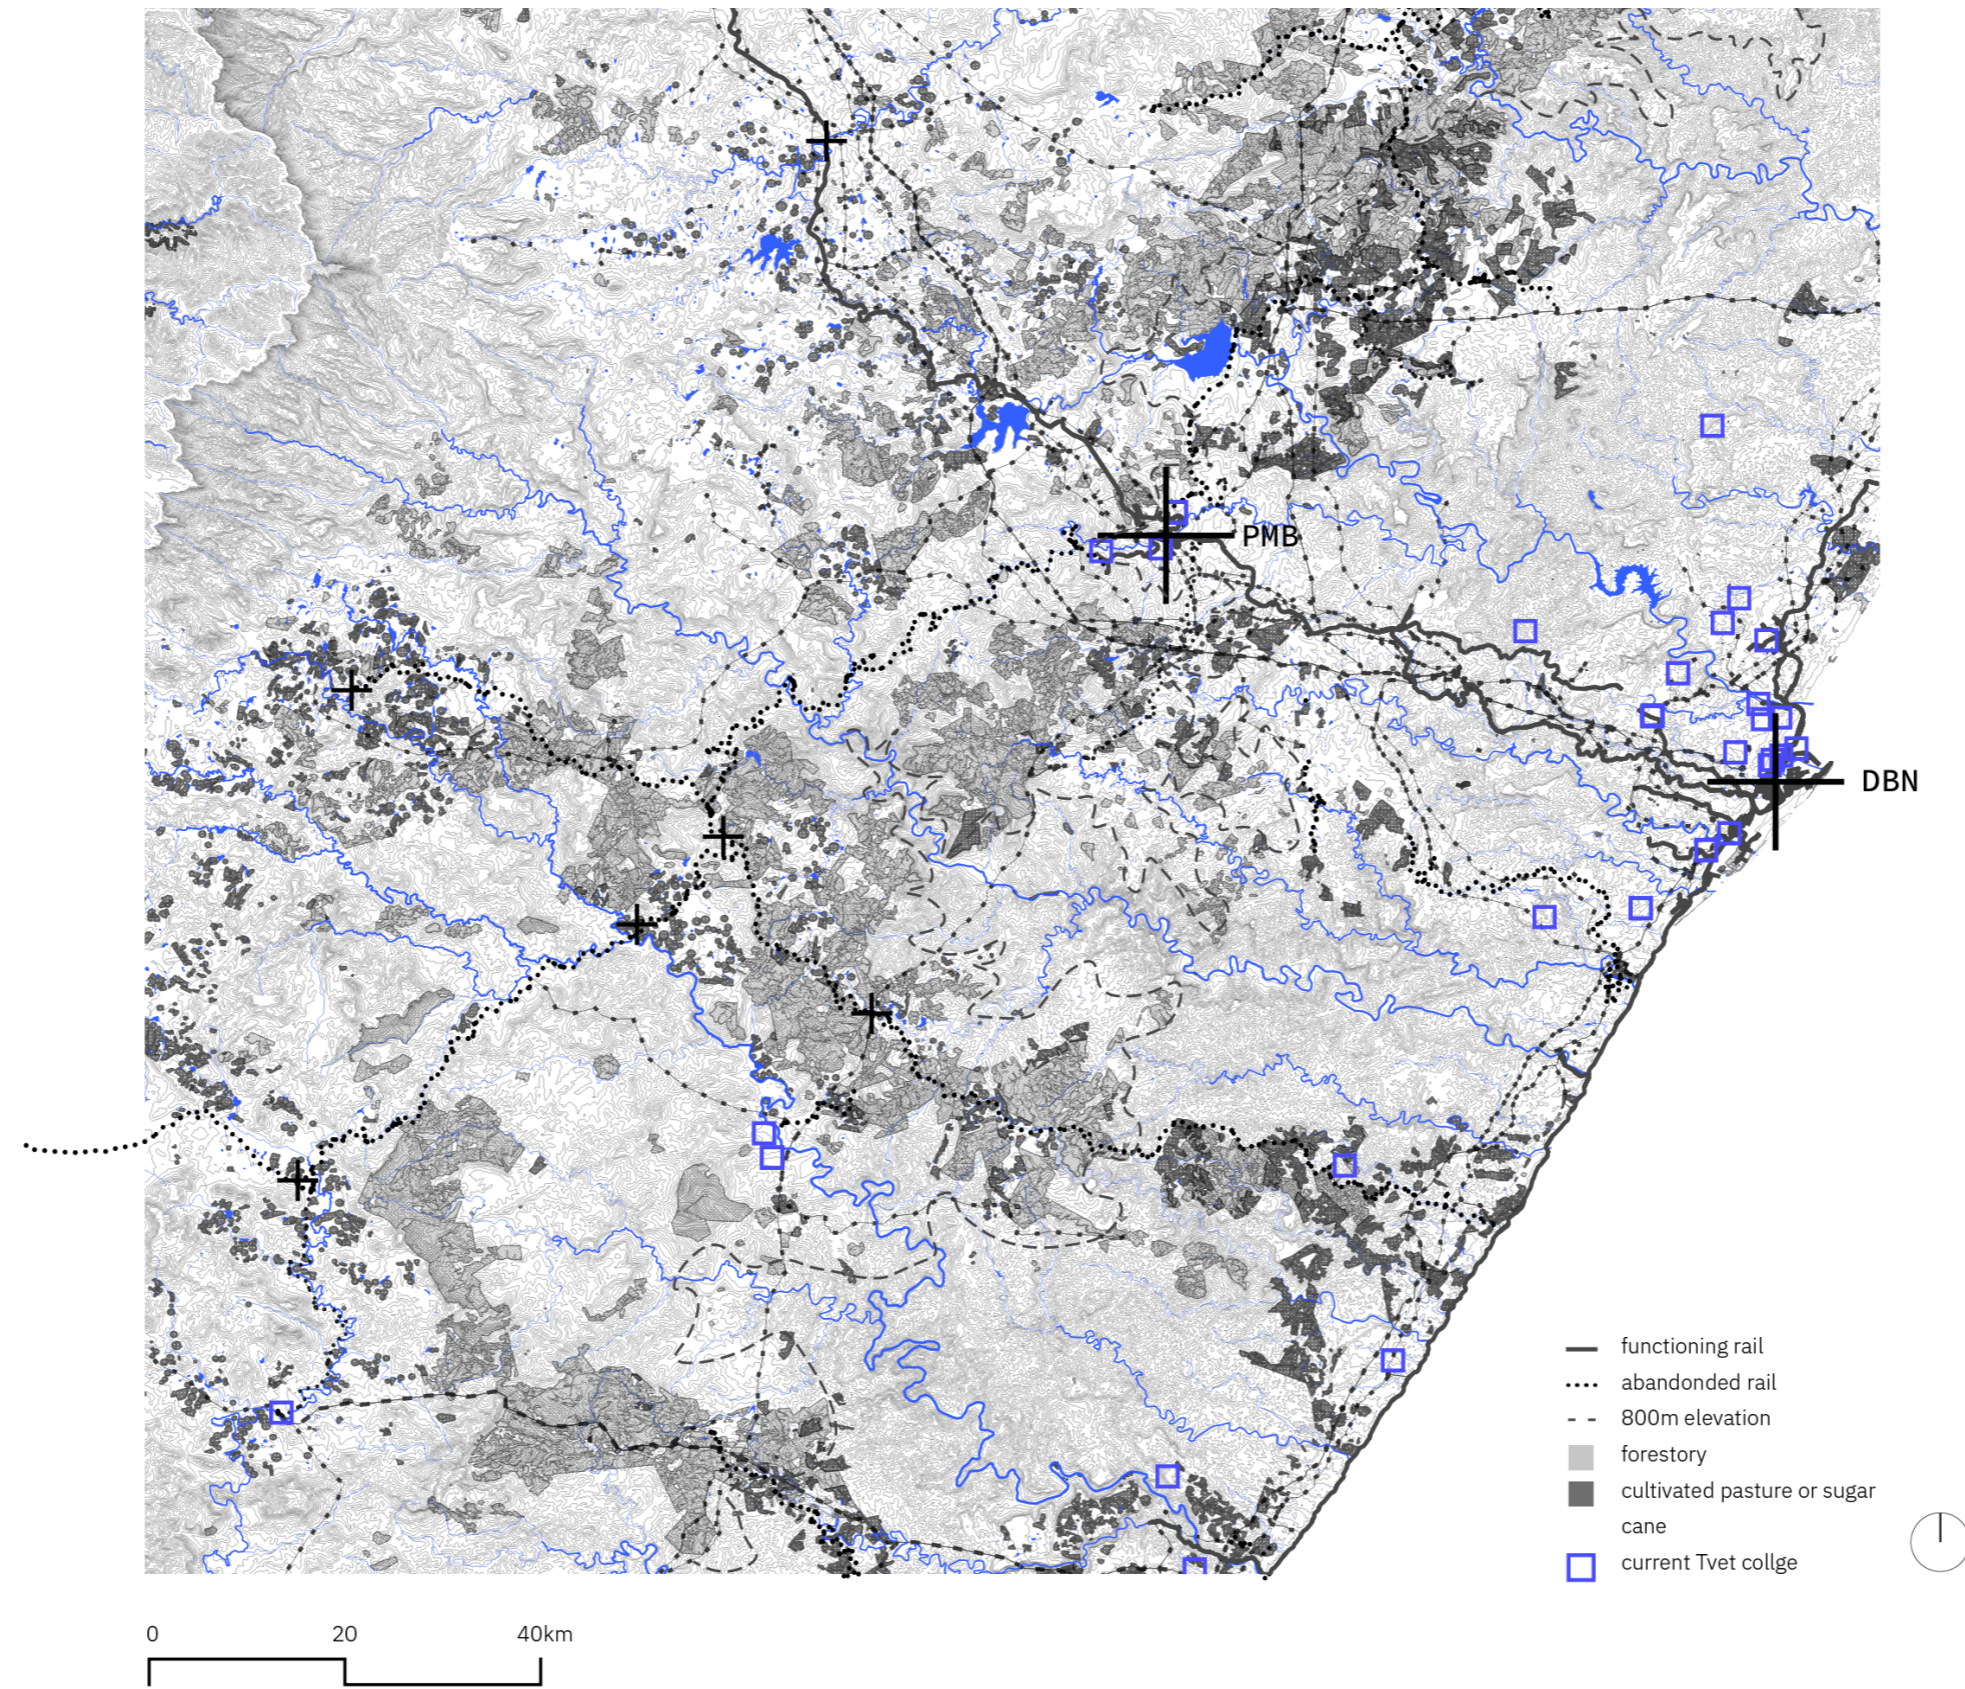 PMB
DBN
functioning rail
abandonded rail
800m elevation
forestory
cultivated pasture or sugar
cane
current Tvet collge
0 20 40km